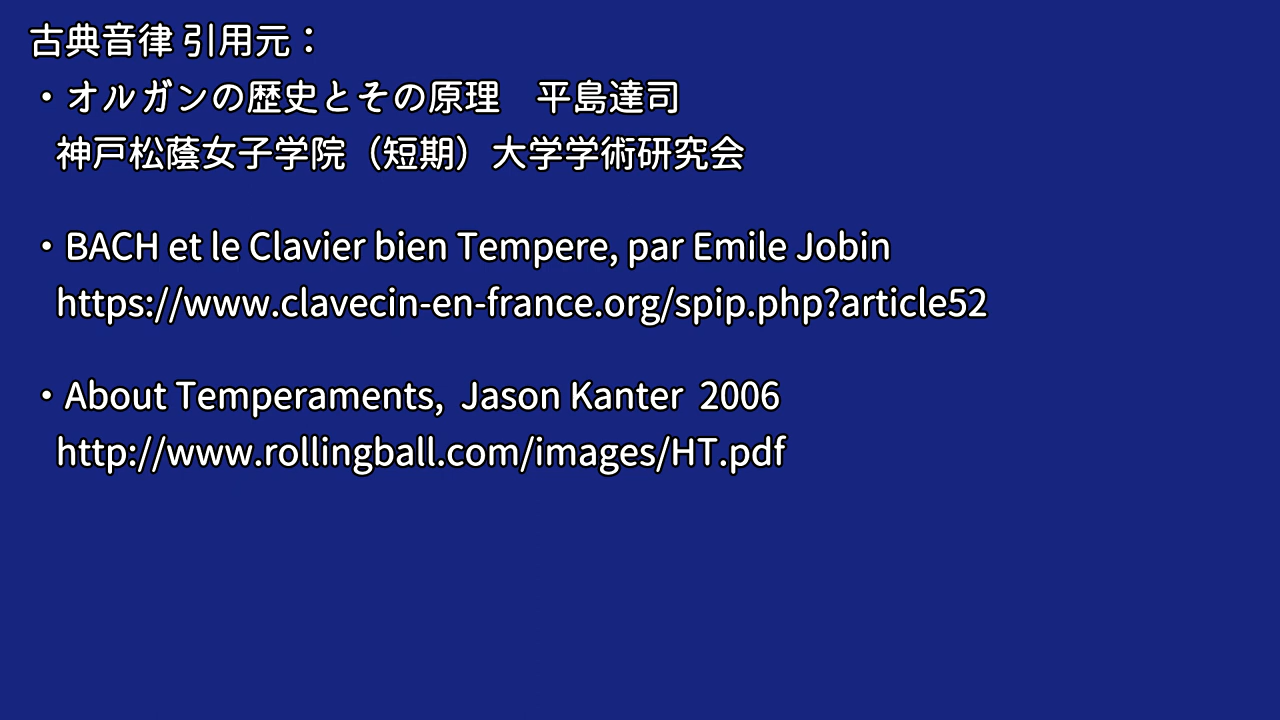 古典音律 引用元：
・オルガンの歴史とその原理　平島達司
神戸松蔭女子学院（短期）大学学術研究会
・BACH et le Clavier bien Tempere, par Emile Jobin
https://www.clavecin-en-france.org/spip.php?article52
・About Temperaments,  Jason Kanter  2006
http://www.rollingball.com/images/HT.pdf